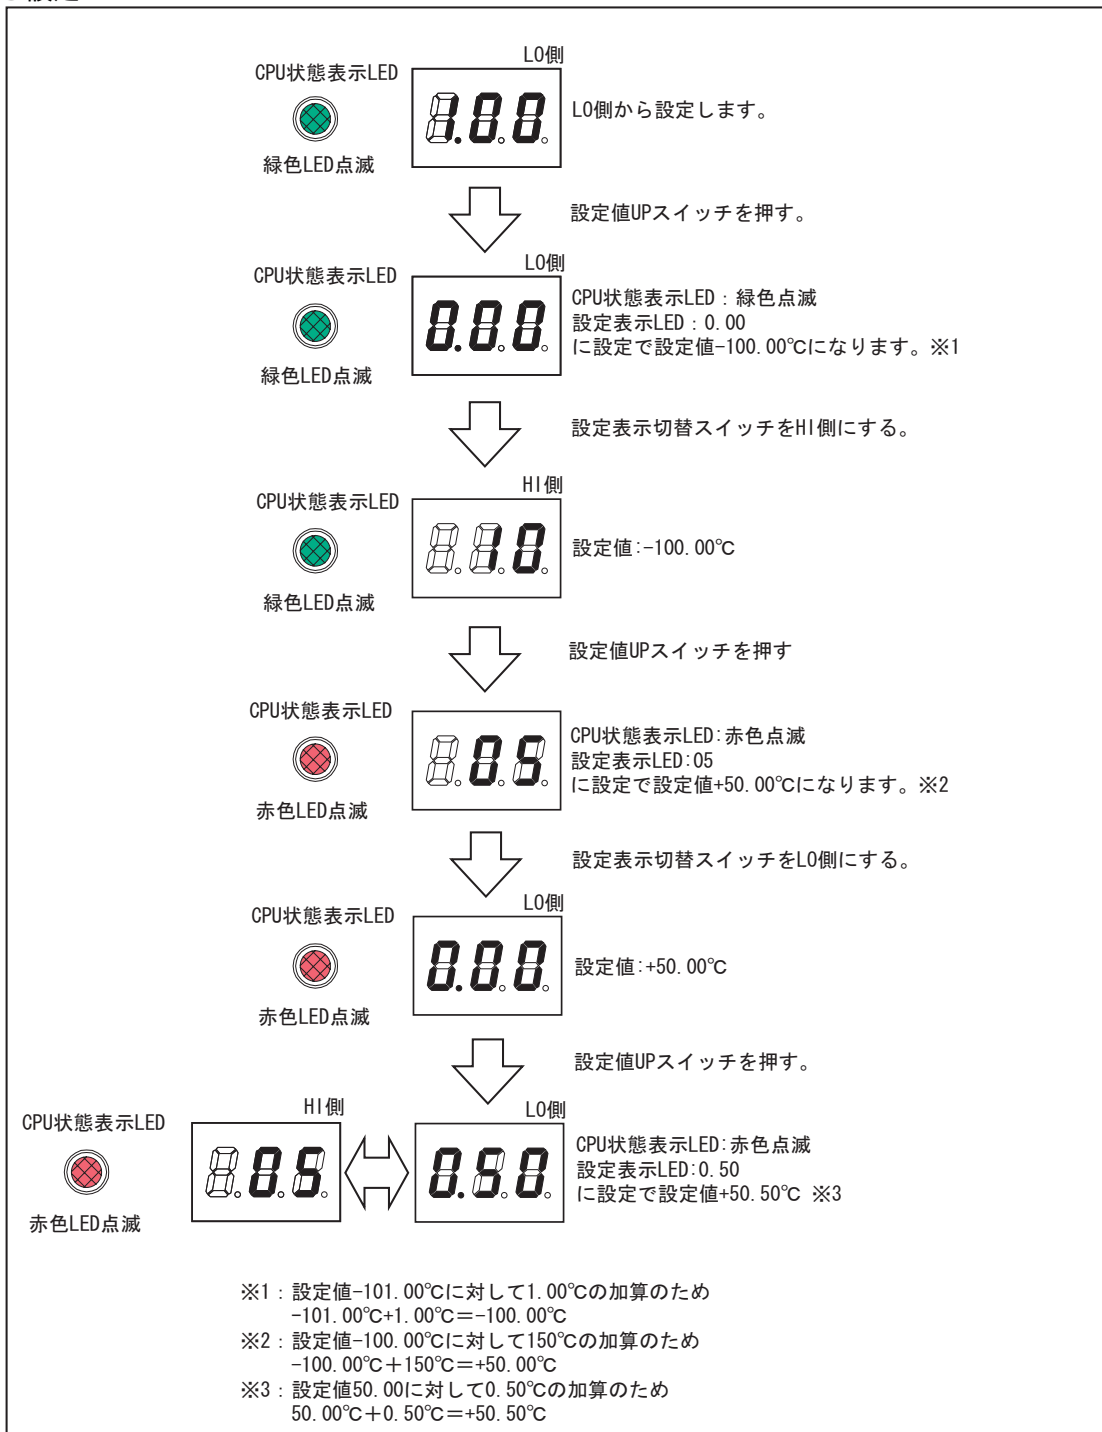 LO側
CPU状態表示LED
1.00
LO側から設定します。
緑色LED点滅
設定値UPスイッチを押す。
LO側
CPU状態表示LED
0.00
CPU状態表示LED：緑色点滅
設定表示LED：0.00
に設定で設定値-100.00℃になります。※1
緑色LED点滅
設定表示切替スイッチをHI側にする。
HI側
CPU状態表示LED
10
設定値:-100.00℃
緑色LED点滅
設定値UPスイッチを押す
CPU状態表示LED
05
CPU状態表示LED:赤色点滅
設定表示LED:05
に設定で設定値+50.00℃になります。※2
赤色LED点滅
設定表示切替スイッチをLO側にする。
LO側
CPU状態表示LED
0.00
設定値:+50.00℃
赤色LED点滅
設定値UPスイッチを押す。
HI側
LO側
CPU状態表示LED
05
0.50
CPU状態表示LED:赤色点滅
設定表示LED:0.50
に設定で設定値+50.50℃ ※3
赤色LED点滅
※1：設定値-101.00℃に対して1.00℃の加算のため
-101.00℃+1.00℃＝-100.00℃
※2：設定値-100.00℃に対して150℃の加算のため
-100.00℃＋150℃＝+50.00℃
※3：設定値50.00に対して0.50℃の加算のため
50.00℃＋0.50℃＝+50.50℃